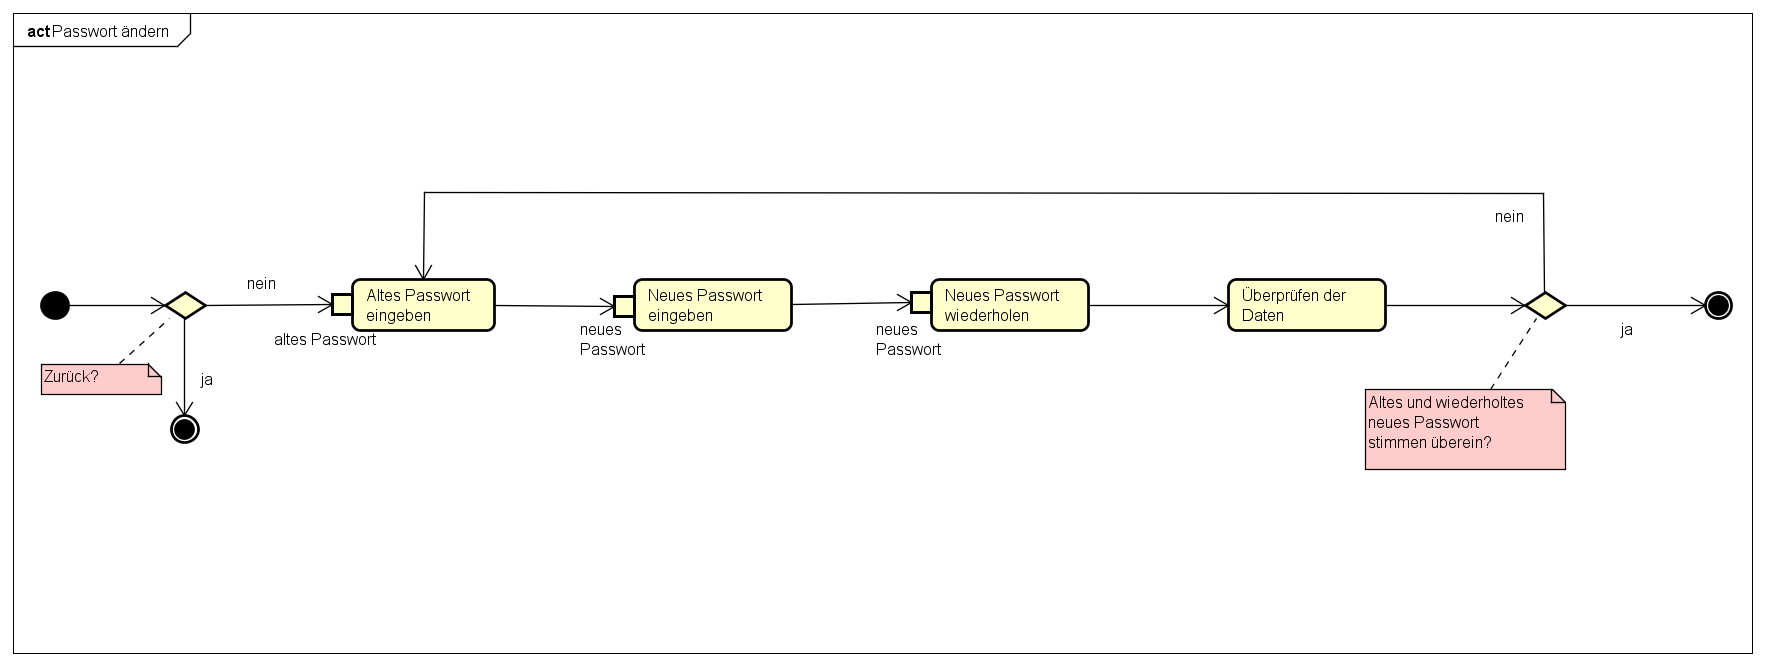 act Passwort ändern
nein
nein
Altes Passwort
eingeben
Neues Passwort
eingeben
Neues Passwort
wiederholen
Überprüfen der
Daten
altes Passwort
neues
Passwort
neues
Passwort
ja
Zurück?
ja
Altes und wiederholtes
neues Passwort
stimmen überein?